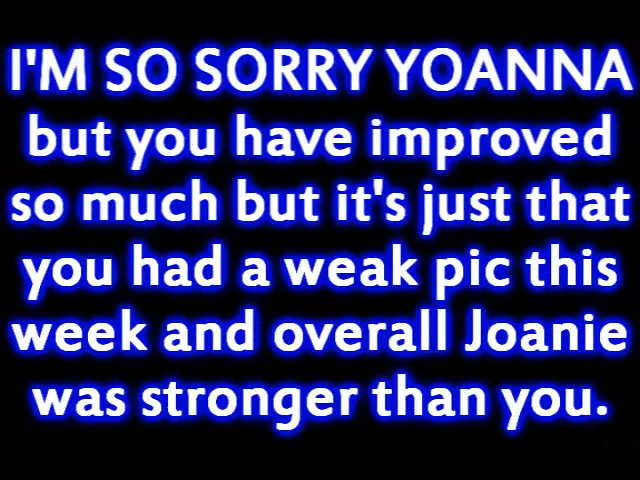 I'M SO SORRY YOANNA
but you have improved
so much but it's just that
you had a weak pic this
week and overall Joanie
was stronger than you.